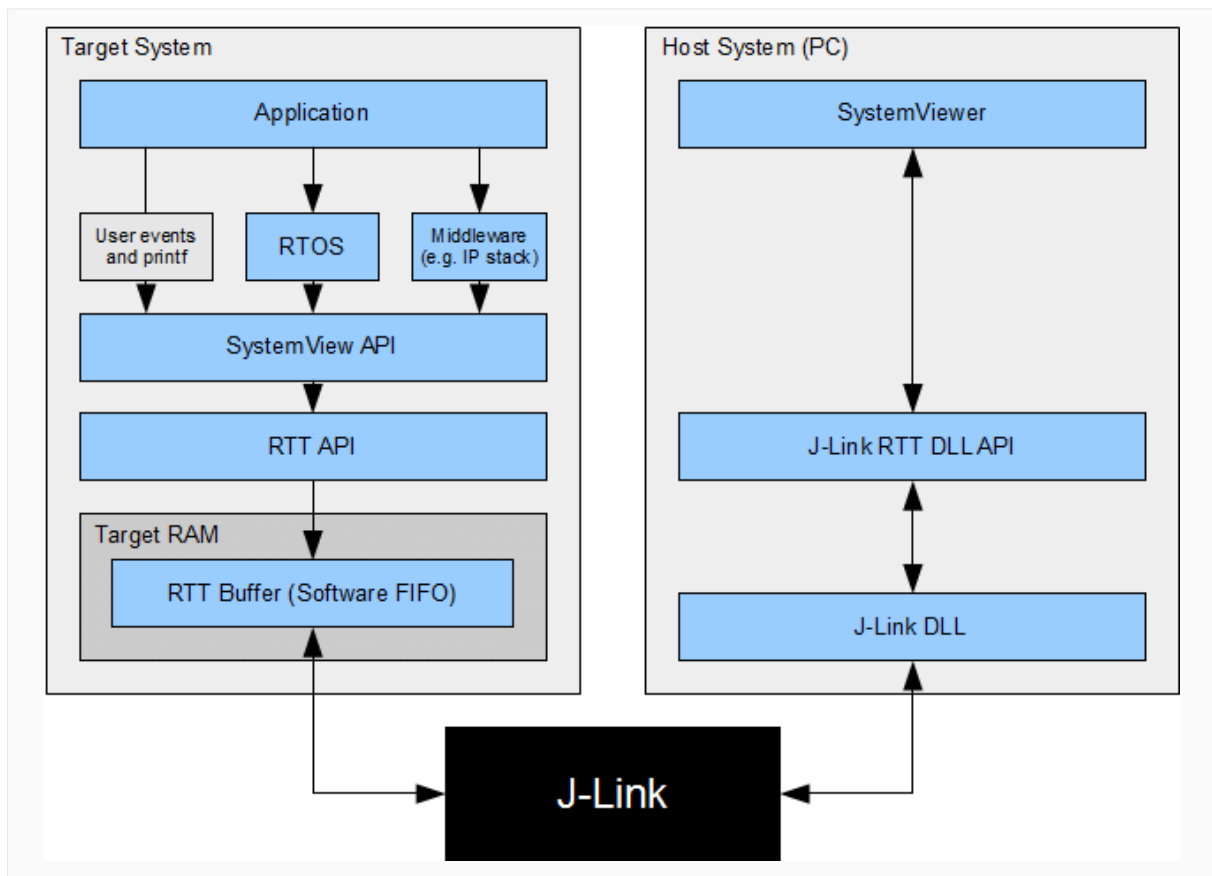 Target System
Application
User events
and printf
RTOS
Middleware
(e.g. IP stack)
SystemView API
RTT API
Target RAM
RTT Buffer (Software FIFO)
Host System (PC)
SystemViewer
J-Link RTT DLL API
J-Link DLL
J-Link